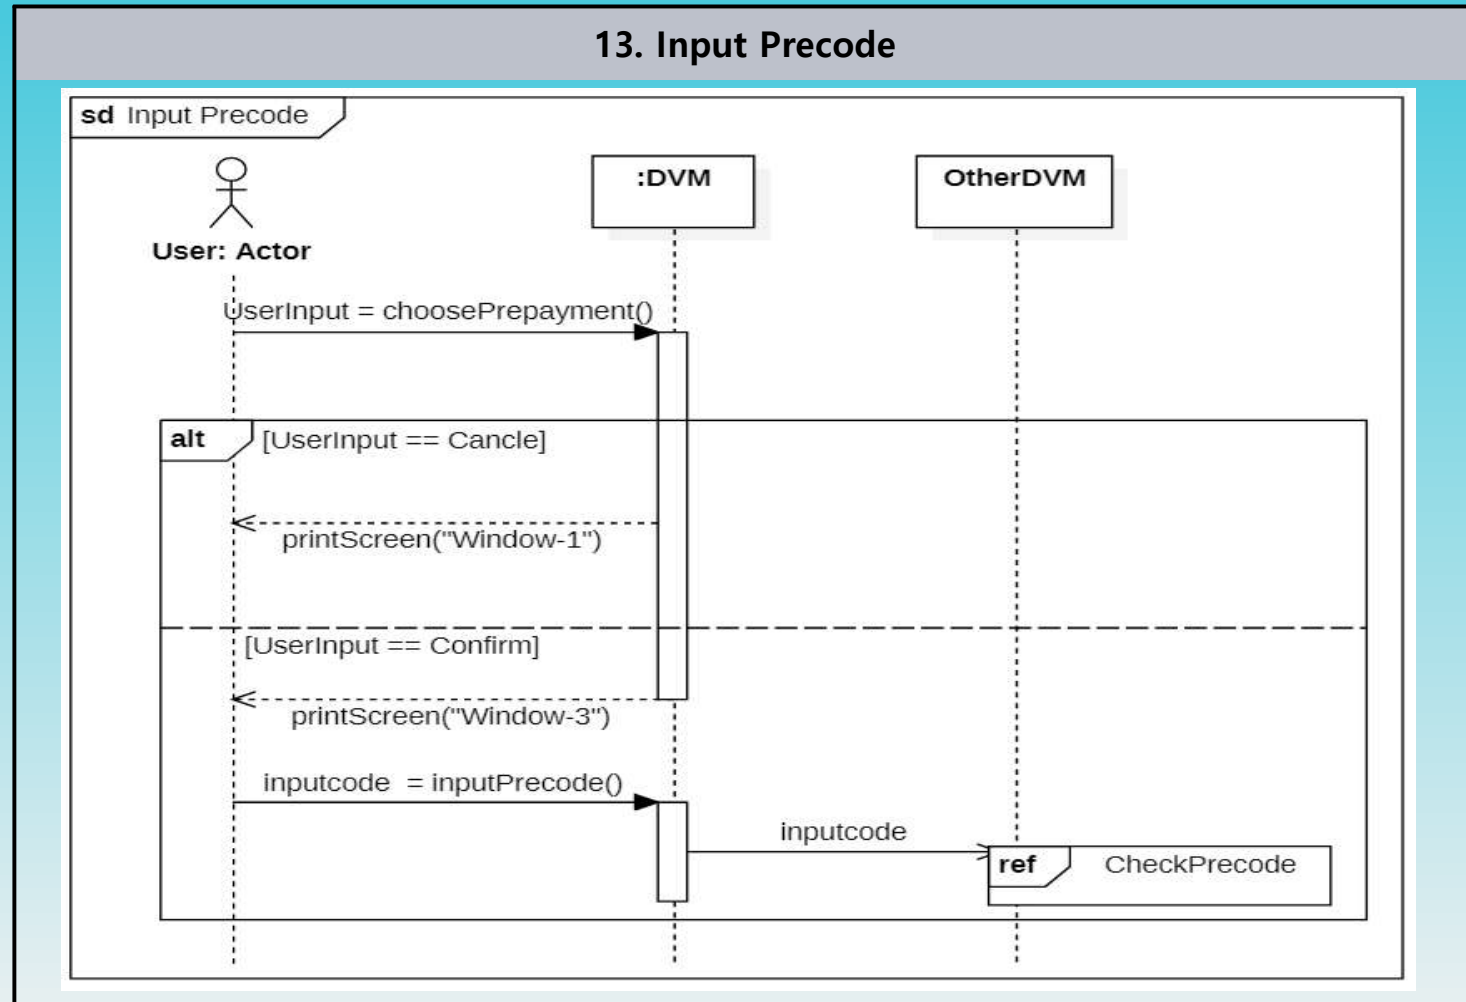 13. Input Precode
sd Input Precode
:DVM
OtherDVM
User: Actor
UserInput = choosePrepayment()
alt [UserInput == Cancle]
printScreen("Window-1")
[UserInput == Confirm]
printScreen("Window-3")
inputcode = inputPrecode()
inputcode
ref CheckPrecode